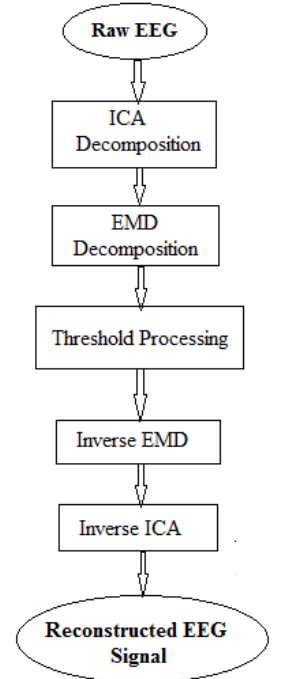 Raw EEG
ICA
Decomposition
EMD
Decomposition
Threshold Processing
Inverse EMD
Inverse ICA
Reconstructed EEG
Signal